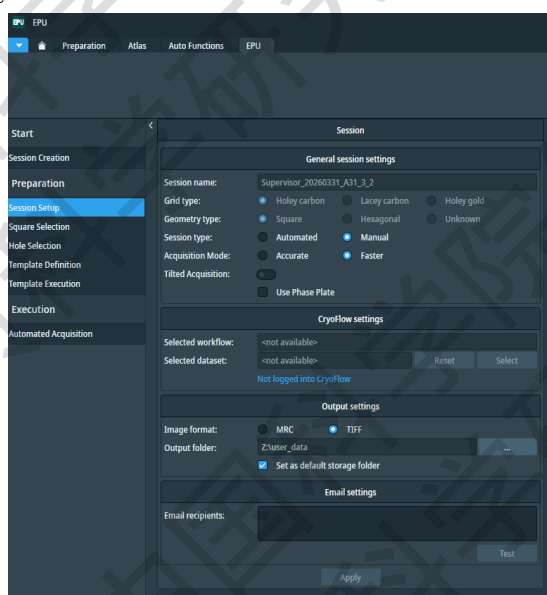 EPU EPU
Preparation Atlas Auto Functions EPU
Start
Session Creation
Preparation
Session Setup
Square Selection
Hole Selection
Template Definition
Template Execution
Execution
Automated Acquisition
Session
General session settings
Session name: Supervisor_20260331_A31_3_2
Grid type: Holey carbon Lacey carbon Holey gold
Geometry type: Square Hexagonal Unknown
Session type: Automated Manual
Acquisition Mode: Accurate Faster
Tilted Acquisition:
Use Phase Plate
CryoFlow settings
Selected workflow: <not available>
Selected dataset: <not available> Reset Select
Not logged into CryoFlow
Output settings
Image format: MRC TIFF
Output folder: Z:\user_data ...
Set as default storage folder
Email settings
Email recipients:
Test
Apply